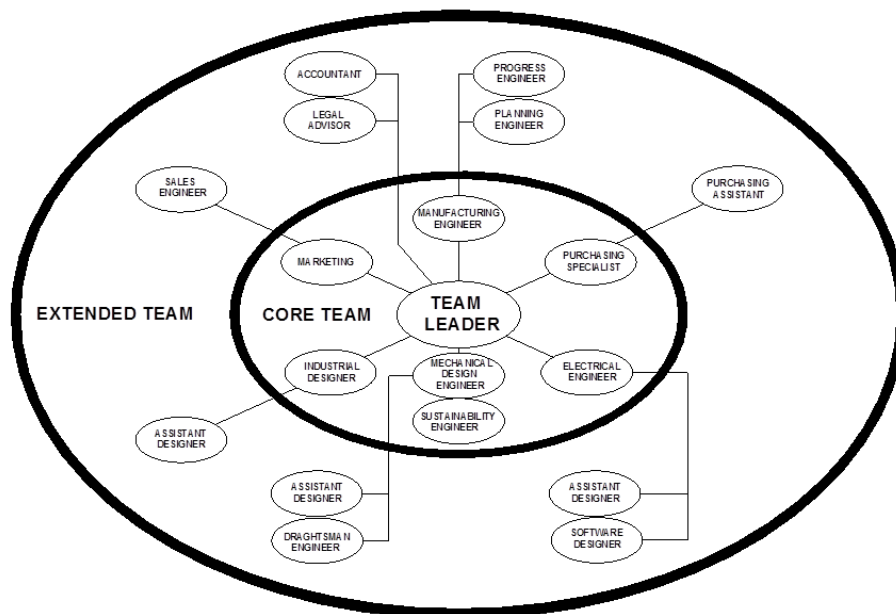 ACCOUNTANT
LEGAL
ADVISOR
PROGRESS
ENGINEER
PLANNING
ENGINEER
SALES
ENGINEER
PURCHASING
ASSISTANT
MANUFACTURING
ENGINEER
MARKETING
PURCHASING
SPECIALIST
EXTENDED TEAM
CORE TEAM
TEAM
LEADER
INDUSTRIAL
DESIGNER
MECHANICAL
DESIGN
ENGINEER
ELECTRICAL
ENGINEER
SUSTAINABILITY
ENGINEER
ASSISTANT
DESIGNER
ASSISTANT
DESIGNER
DRAGHTSMAN
ENGINEER
ASSISTANT
DESIGNER
SOFTWARE
DESIGNER